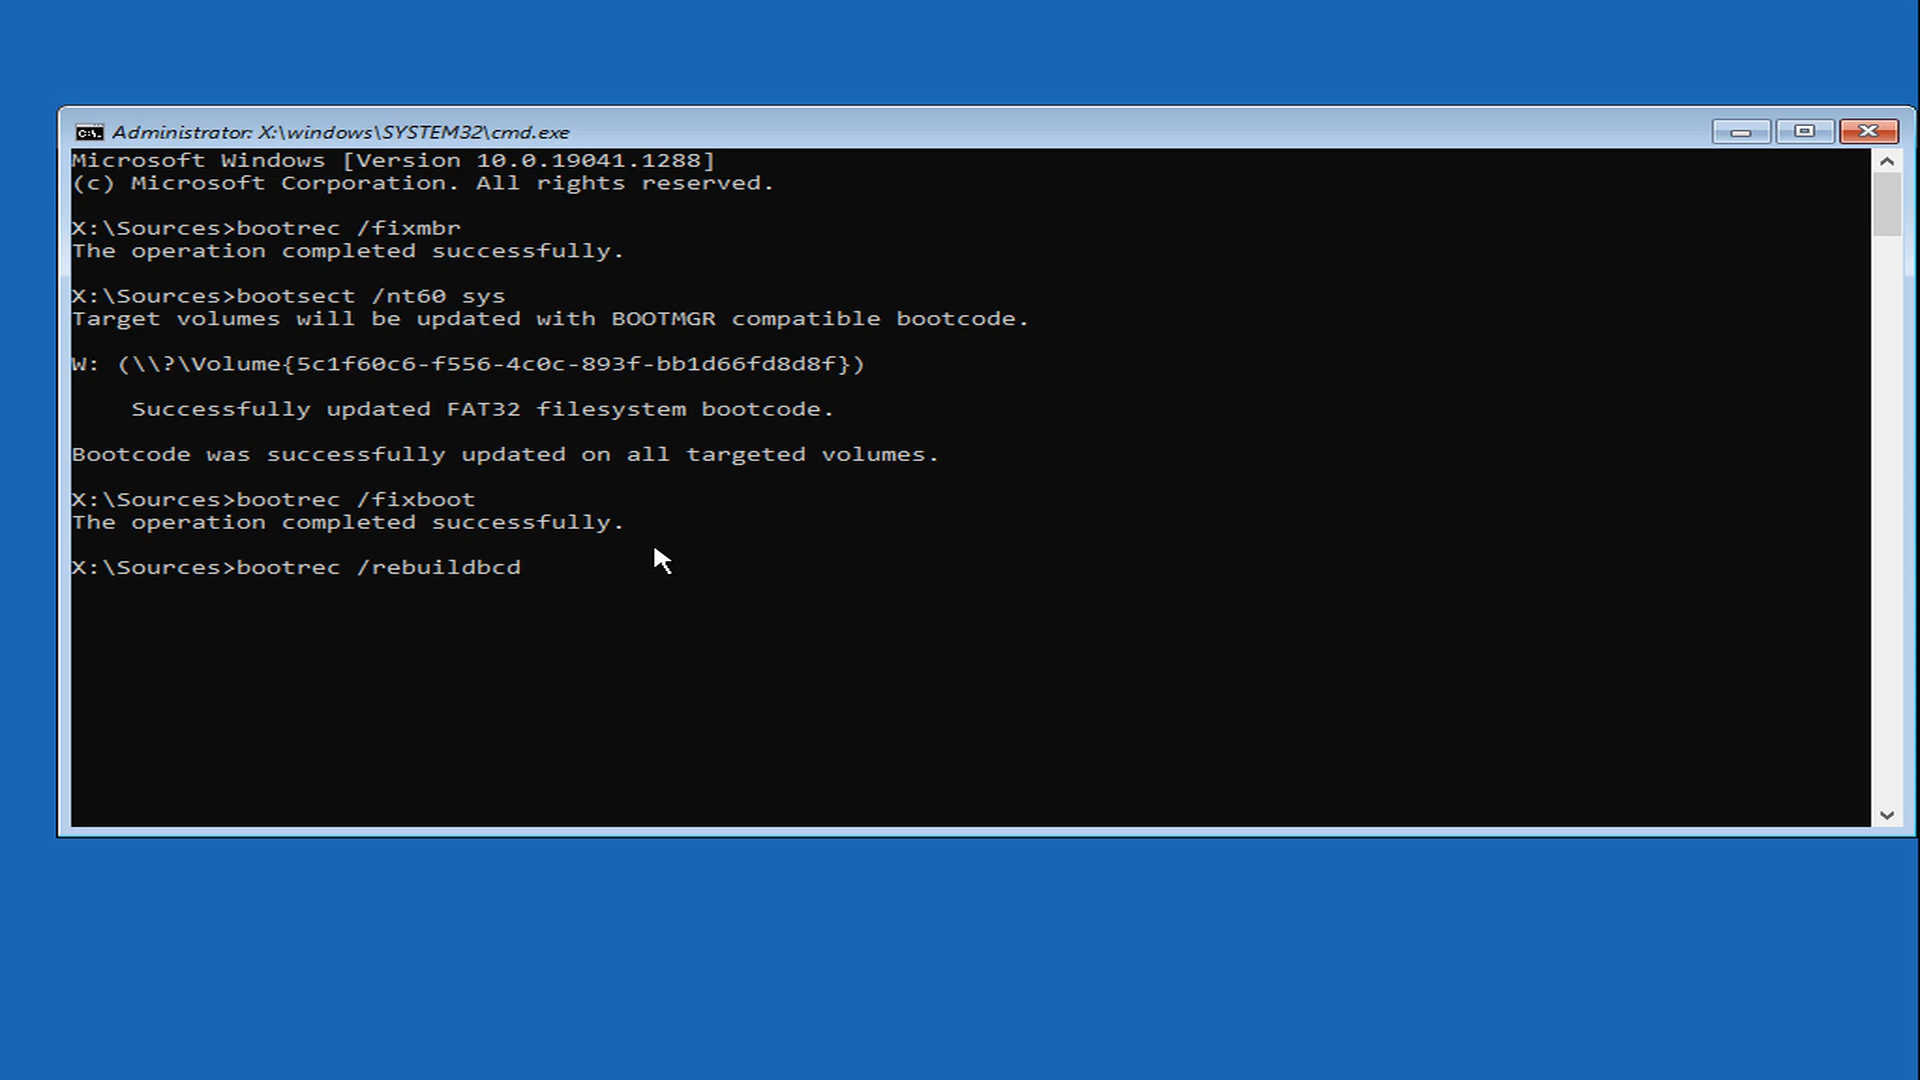 Administrator: X:\windows\SYSTEM32\cmd.exe
Microsoft Windows [Version 10.0.19041.1288]
(c) Microsoft Corporation. All rights reserved.
X:\Sources>bootrec /fixmbr
The operation completed successfully.
X:\Sources>bootsect /nt60 sys
Target volumes will be updated with BOOTMGR compatible bootcode.
W: (\\?\Volume{5c1f60c6-f556-4c0c-893f-bb1d66fd8d8f})
Successfully updated FAT32 filesystem bootcode.
Bootcode was successfully updated on all targeted volumes.
X:\Sources>bootrec /fixboot
The operation completed successfully.
X:\Sources>bootrec /rebuildbcd